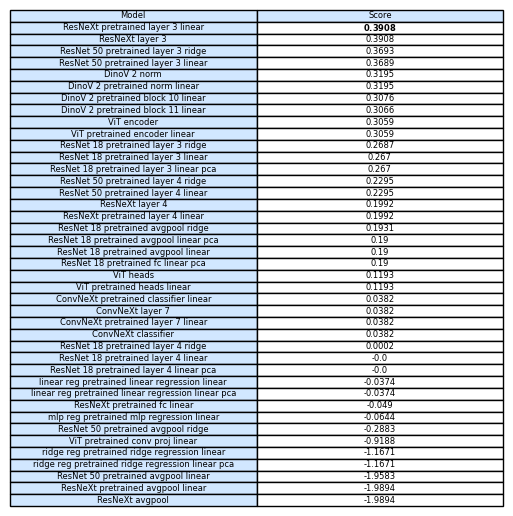 Model Score
ResNeXt pretrained layer 3 linear 0.3908
ResNeXt layer 3 0.3908
ResNet 50 pretrained layer 3 ridge 0.3693
ResNet 50 pretrained layer 3 linear 0.3689
DinoV 2 norm 0.3195
DinoV 2 pretrained norm linear 0.3195
DinoV 2 pretrained block 10 linear 0.3076
DinoV 2 pretrained block 11 linear 0.3066
ViT encoder 0.3059
ViT pretrained encoder linear 0.3059
ResNet 18 pretrained layer 3 ridge 0.2687
ResNet 18 pretrained layer 3 linear 0.267
ResNet 18 pretrained layer 3 linear pca 0.267
ResNet 50 pretrained layer 4 ridge 0.2295
ResNet 50 pretrained layer 4 linear 0.2295
ResNeXt layer 4 0.1992
ResNeXt pretrained layer 4 linear 0.1992
ResNet 18 pretrained avgpool ridge 0.1931
ResNet 18 pretrained avgpool linear pca 0.19
ResNet 18 pretrained avgpool linear 0.19
ResNet 18 pretrained fc linear pca 0.19
ViT heads 0.1193
ViT pretrained heads linear 0.1193
ConvNeXt pretrained classifier linear 0.0382
ConvNeXt layer 7 0.0382
ConvNeXt pretrained layer 7 linear 0.0382
ConvNeXt classifier 0.0382
ResNet 18 pretrained layer 4 ridge 0.0002
ResNet 18 pretrained layer 4 linear -0.0
ResNet 18 pretrained layer 4 linear pca -0.0
linear reg pretrained linear regression linear -0.0374
linear reg pretrained linear regression linear pca -0.0374
ResNeXt pretrained fc linear -0.049
mlp reg pretrained mlp regression linear -0.0644
ResNet 50 pretrained avgpool ridge -0.2883
ViT pretrained conv proj linear -0.9188
ridge reg pretrained ridge regression linear -1.1671
ridge reg pretrained ridge regression linear pca -1.1671
ResNet 50 pretrained avgpool linear -1.9583
ResNeXt pretrained avgpool linear -1.9894
ResNeXt avgpool -1.9894